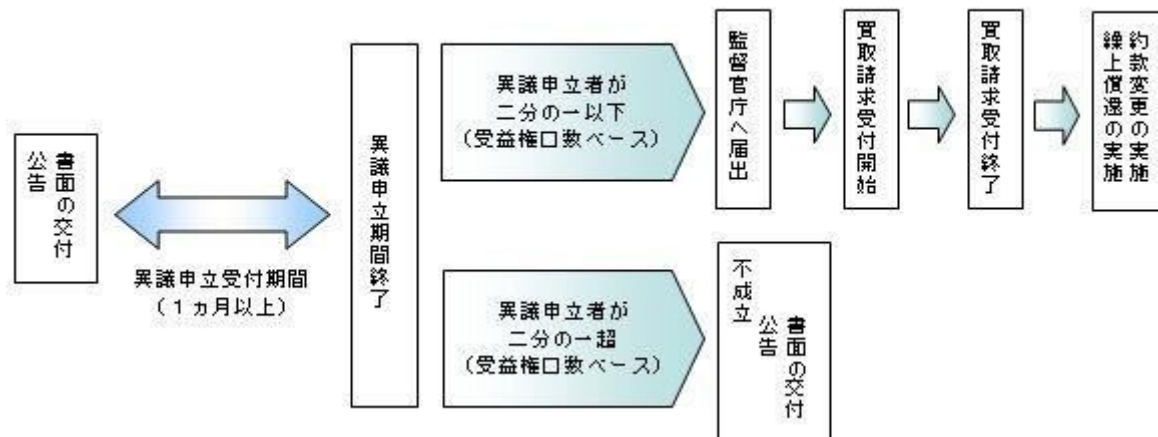 公告
書面の交付
異議申立受付期間
(１ヵ月以上)
異議申立期間終了
異議申立者が
二分の一以下
(受益権口数ベース)
監督官庁へ届出
買取請求受付開始
買取請求受付終了
約款変更の実施
繰上償還の実施
異議申立者が
二分の一超
(受益権口数ベース)
不成立
公告
書面の交付